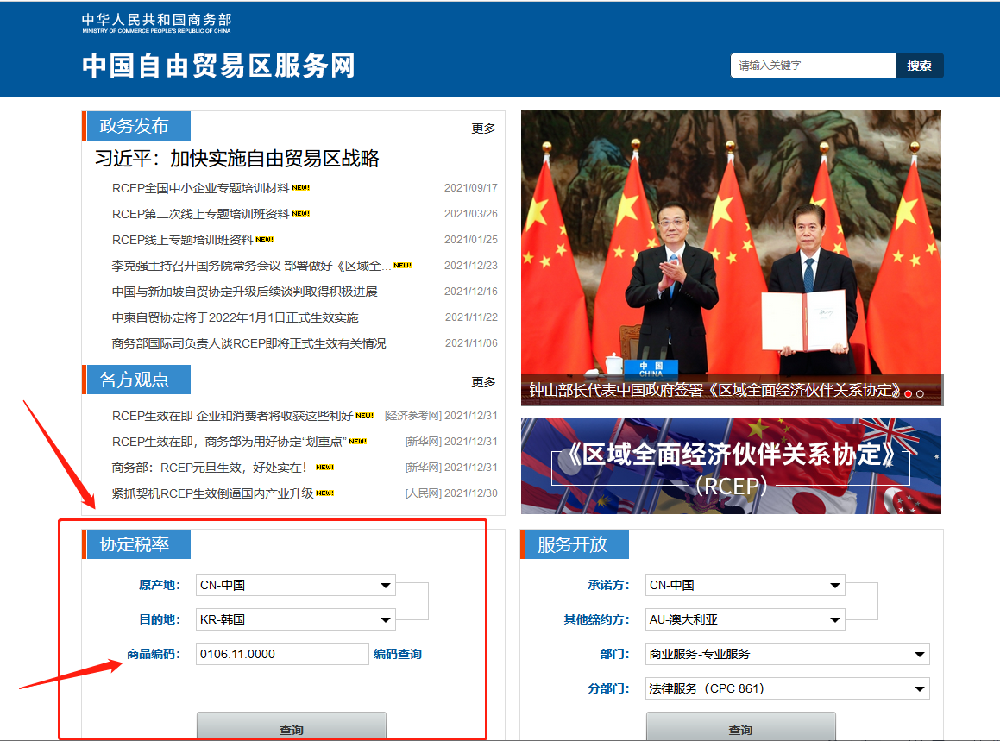 中华人民共和国商务部
MINISTRY OF COMMERCE PEOPLE'S REPUBLIC OF CHINA
中国自由贸易区服务网
请输入关键字 搜索
政务发布 更多
习近平：加快实施自由贸易区战略
RCEP全国中小企业专题培训材料 NEW! 2021/09/17
RCEP第二次线上专题培训班资料 NEW! 2021/03/26
RCEP线上专题培训班资料 NEW! 2021/01/25
李克强主持召开国务院常务会议 部署做好《区域全... NEW! 2021/12/23
中国与新加坡自贸协定升级后续谈判取得积极进展 2021/12/16
中柬自贸协定将于2022年1月1日正式生效实施 2021/11/22
商务部国际司负责人谈RCEP即将正式生效有关情况 2021/11/06
各方观点 更多
RCEP生效在即 企业和消费者将收获这些利好 NEW! [经济参考网] 2021/12/31
RCEP生效在即，商务部为用好协定“划重点” NEW! [新华网] 2021/12/31
商务部：RCEP元旦生效，好处实在！ NEW! [新华网] 2021/12/31
紧抓契机RCEP生效倒逼国内产业升级 NEW! [人民网] 2021/12/30
中 国
CHINA
钟山部长代表中国政府签署《区域全面经济伙伴关系协定》
《区域全面经济伙伴关系协定》
（RCEP）
协定税率
原产地： CN-中国
目的地： KR-韩国
商品编码： 0106.11.0000 编码查询
查询
服务开放
承诺方： CN-中国
其他缔约方： AU-澳大利亚
部门： 商业服务-专业服务
分部门： 法律服务（CPC 861）
查询